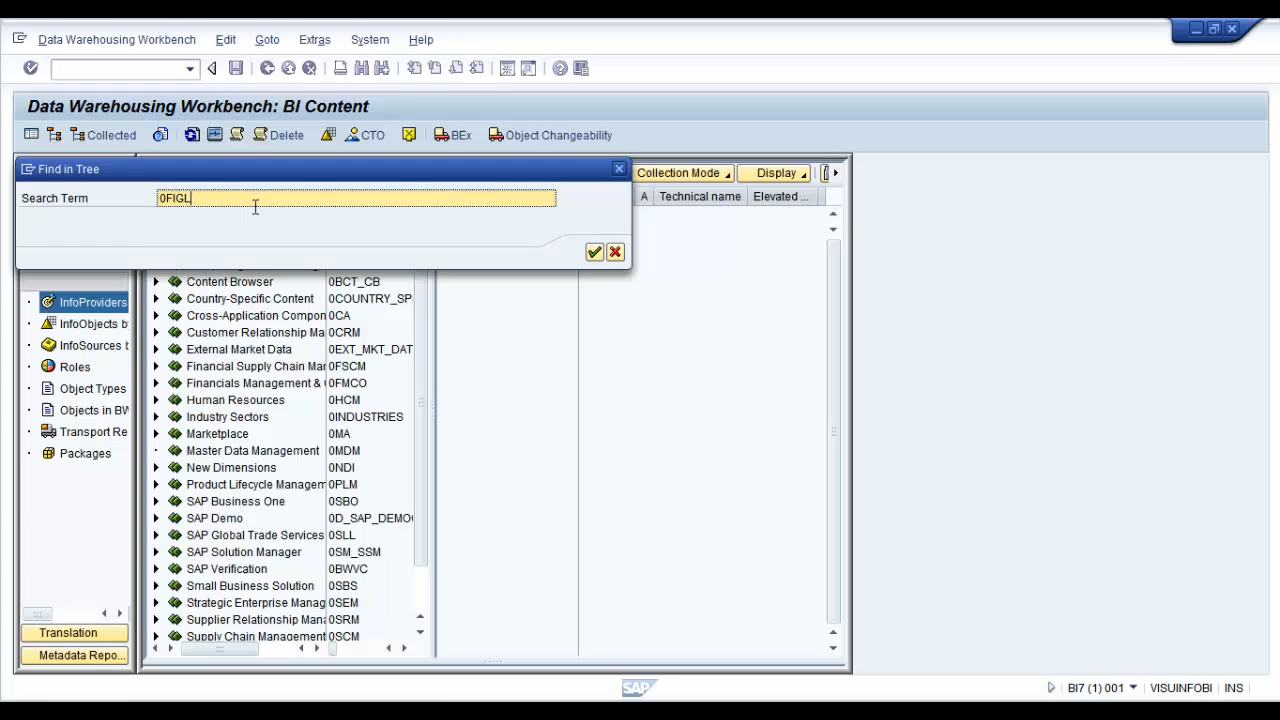 Data Warehousing Workbench Edit Goto Extras System Help
Data Warehousing Workbench: BI Content
Collected Delete CTO BEx Object Changeability
Find in Tree
Search Term 0FIGL
Collection Mode Display
A Technical name Elevated ...
InfoProviders
InfoObjects by
InfoSources b
Roles
Object Types
Objects in BW
Transport Re
Packages
Translation
Metadata Repo...
Content Browser 0BCT_CB
Country-Specific Content 0COUNTRY_SP
Cross-Application Compon 0CA
Customer Relationship Ma 0CRM
External Market Data 0EXT_MKT_DAT
Financial Supply Chain Mar 0FSCM
Financials Management & 0FMCO
Human Resources 0HCM
Industry Sectors 0INDUSTRIES
Marketplace 0MA
Master Data Management 0MDM
New Dimensions 0NDI
Product Lifecycle Managem 0PLM
SAP Business One 0SBO
SAP Demo 0D_SAP_DEMO
SAP Global Trade Services 0SLL
SAP Solution Manager 0SM_SSM
SAP Verification 0BWVC
Small Business Solution 0SBS
Strategic Enterprise Manag 0SEM
Supplier Relationship Mana 0SRM
Supply Chain Management 0SCM
SAP
BI7 (1) 001 VISUINFOBI INS